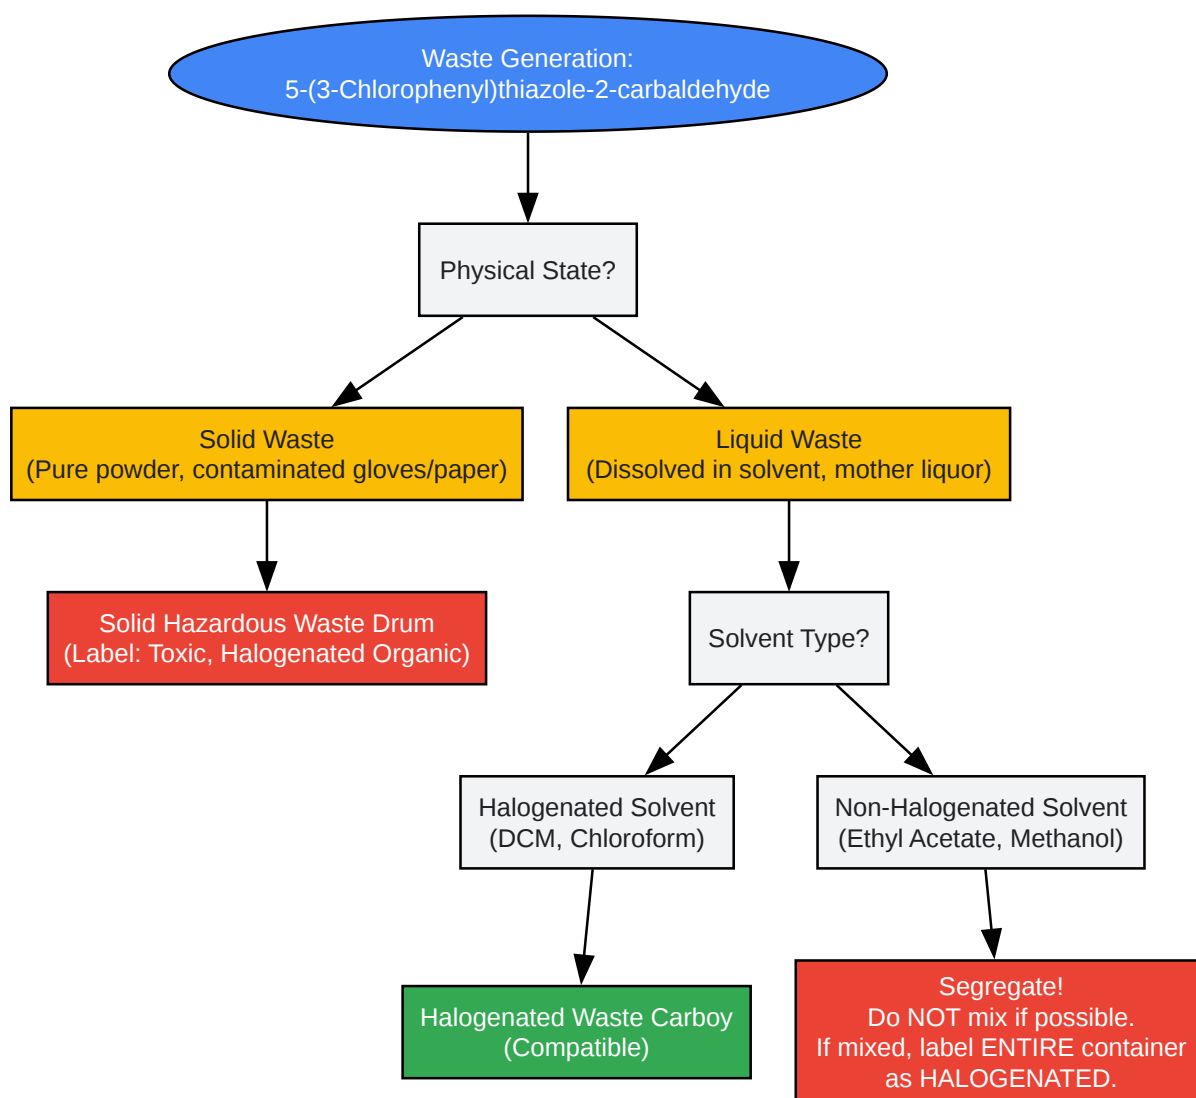 Waste Generation:
5-(3-Chlorophenyl)thiazole-2-carbaldehyde
Physical State?
Solid Waste
(Pure powder, contaminated gloves/paper)
Liquid Waste
(Dissolved in solvent, mother liquor)
Solid Hazardous Waste Drum
(Label: Toxic, Halogenated Organic)
Solvent Type?
Halogenated Solvent
(DCM, Chloroform)
Non-Halogenated Solvent
(Ethyl Acetate, Methanol)
Halogenated Waste Carboy
(Compatible)
Segregate!
Do NOT mix if possible.
If mixed, label ENTIRE container
as HALOGENATED.